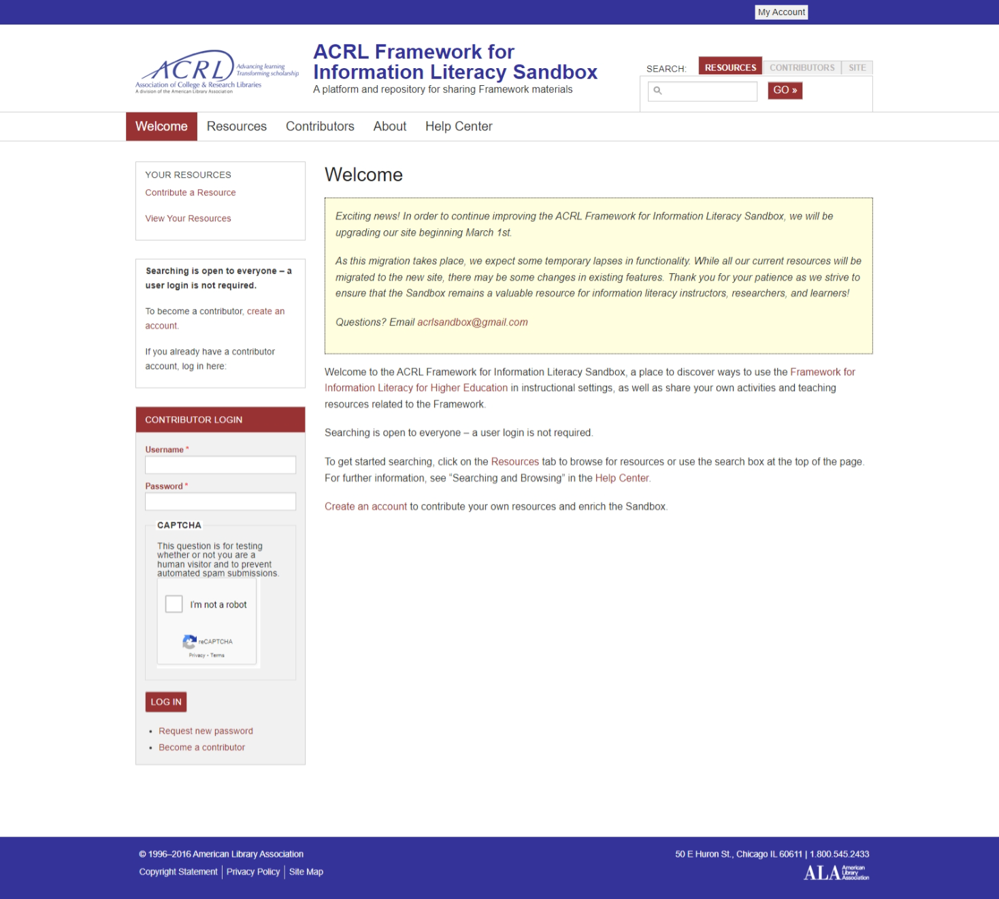 My Account
ACRL
Advancing learning
Transforming scholarship
Association of College & Research Libraries
A division of the American Library Association
ACRL Framework for
Information Literacy Sandbox
A platform and repository for sharing Framework materials
SEARCH:
RESOURCES
CONTRIBUTORS
SITE
GO »
Welcome
Resources
Contributors
About
Help Center
YOUR RESOURCES
Contribute a Resource
View Your Resources
Searching is open to everyone – a
user login is not required.
To become a contributor, create an
account.
If you already have a contributor
account, log in here:
CONTRIBUTOR LOGIN
Username *
Password *
CAPTCHA
This question is for testing
whether or not you are a
human visitor and to prevent
automated spam submissions.
I'm not a robot
reCAPTCHA
Privacy - Terms
LOG IN
• Request new password
• Become a contributor
Welcome
Exciting news! In order to continue improving the ACRL Framework for Information Literacy Sandbox, we will be
upgrading our site beginning March 1st.
As this migration takes place, we expect some temporary lapses in functionality. While all our current resources will be
migrated to the new site, there may be some changes in existing features. Thank you for your patience as we strive to
ensure that the Sandbox remains a valuable resource for information literacy instructors, researchers, and learners!
Questions? Email acrlsandbox@gmail.com
Welcome to the ACRL Framework for Information Literacy Sandbox, a place to discover ways to use the Framework for
Information Literacy for Higher Education in instructional settings, as well as share your own activities and teaching
resources related to the Framework.
Searching is open to everyone – a user login is not required.
To get started searching, click on the Resources tab to browse for resources or use the search box at the top of the page.
For further information, see “Searching and Browsing” in the Help Center.
Create an account to contribute your own resources and enrich the Sandbox.
© 1996–2016 American Library Association
Copyright Statement | Privacy Policy | Site Map
50 E Huron St., Chicago IL 60611 | 1.800.545.2433
ALA American
Library
Association